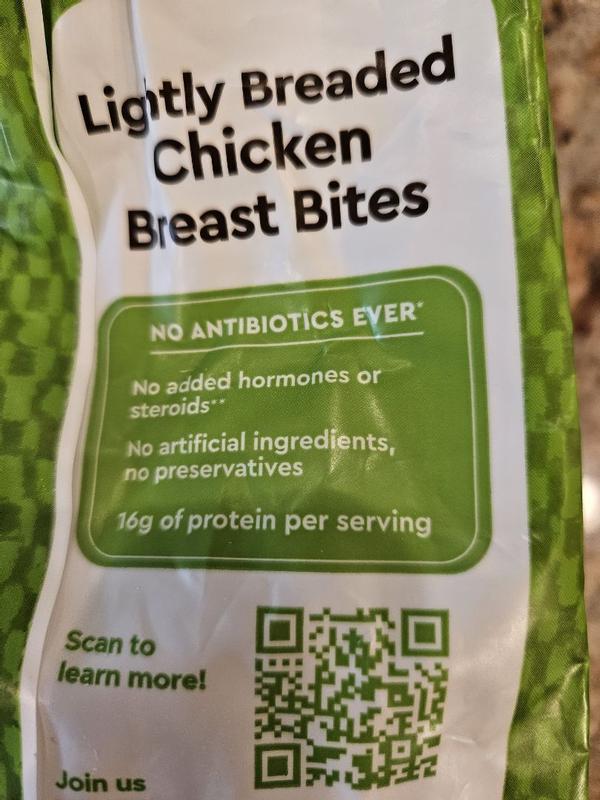 Lightly Breaded
Chicken
Breast Bites
NO ANTIBIOTICS EVER*
No added hormones or
steroids**
No artificial ingredients,
no preservatives
16g of protein per serving
Scan to
learn more!
Join us